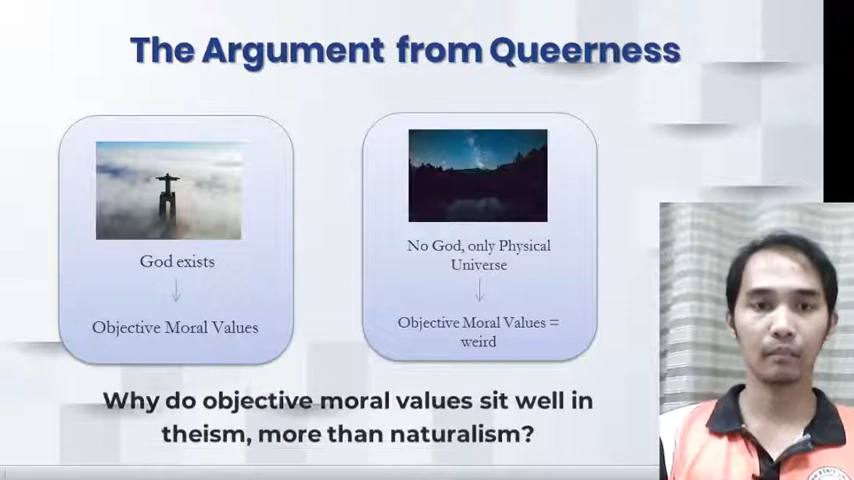 The Argument from Queerness
God exists
Objective Moral Values
No God, only Physical
Universe
Objective Moral Values =
weird
Why do objective moral values sit well in
theism, more than naturalism?